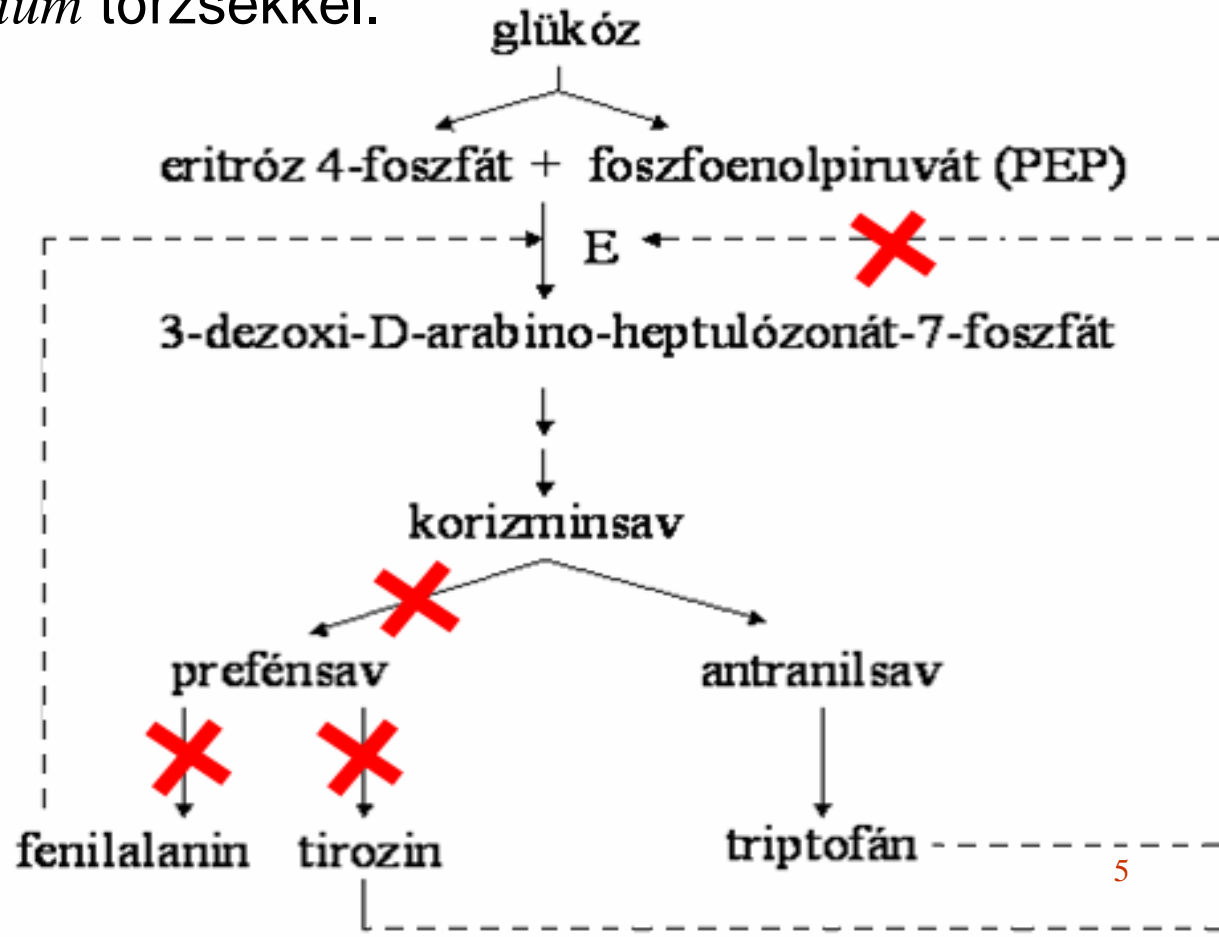 törzsekkel.
glükóz
eritróz 4-foszfát + foszfoenolpiruvát (PEP)
E
3-dezoxi-D-arabino-heptulózonát-7-foszfát
korizminsav
prefénsav antranilsav
fenilalanin tirozin triptofán
5